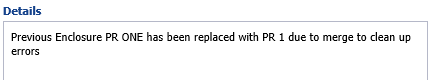 Details
Previous Enclosure PR ONE has been replaced with PR 1 due to merge to clean up
errors